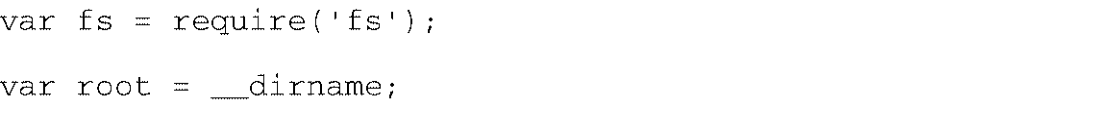 var fs = require('fs');
var root = __dirname;